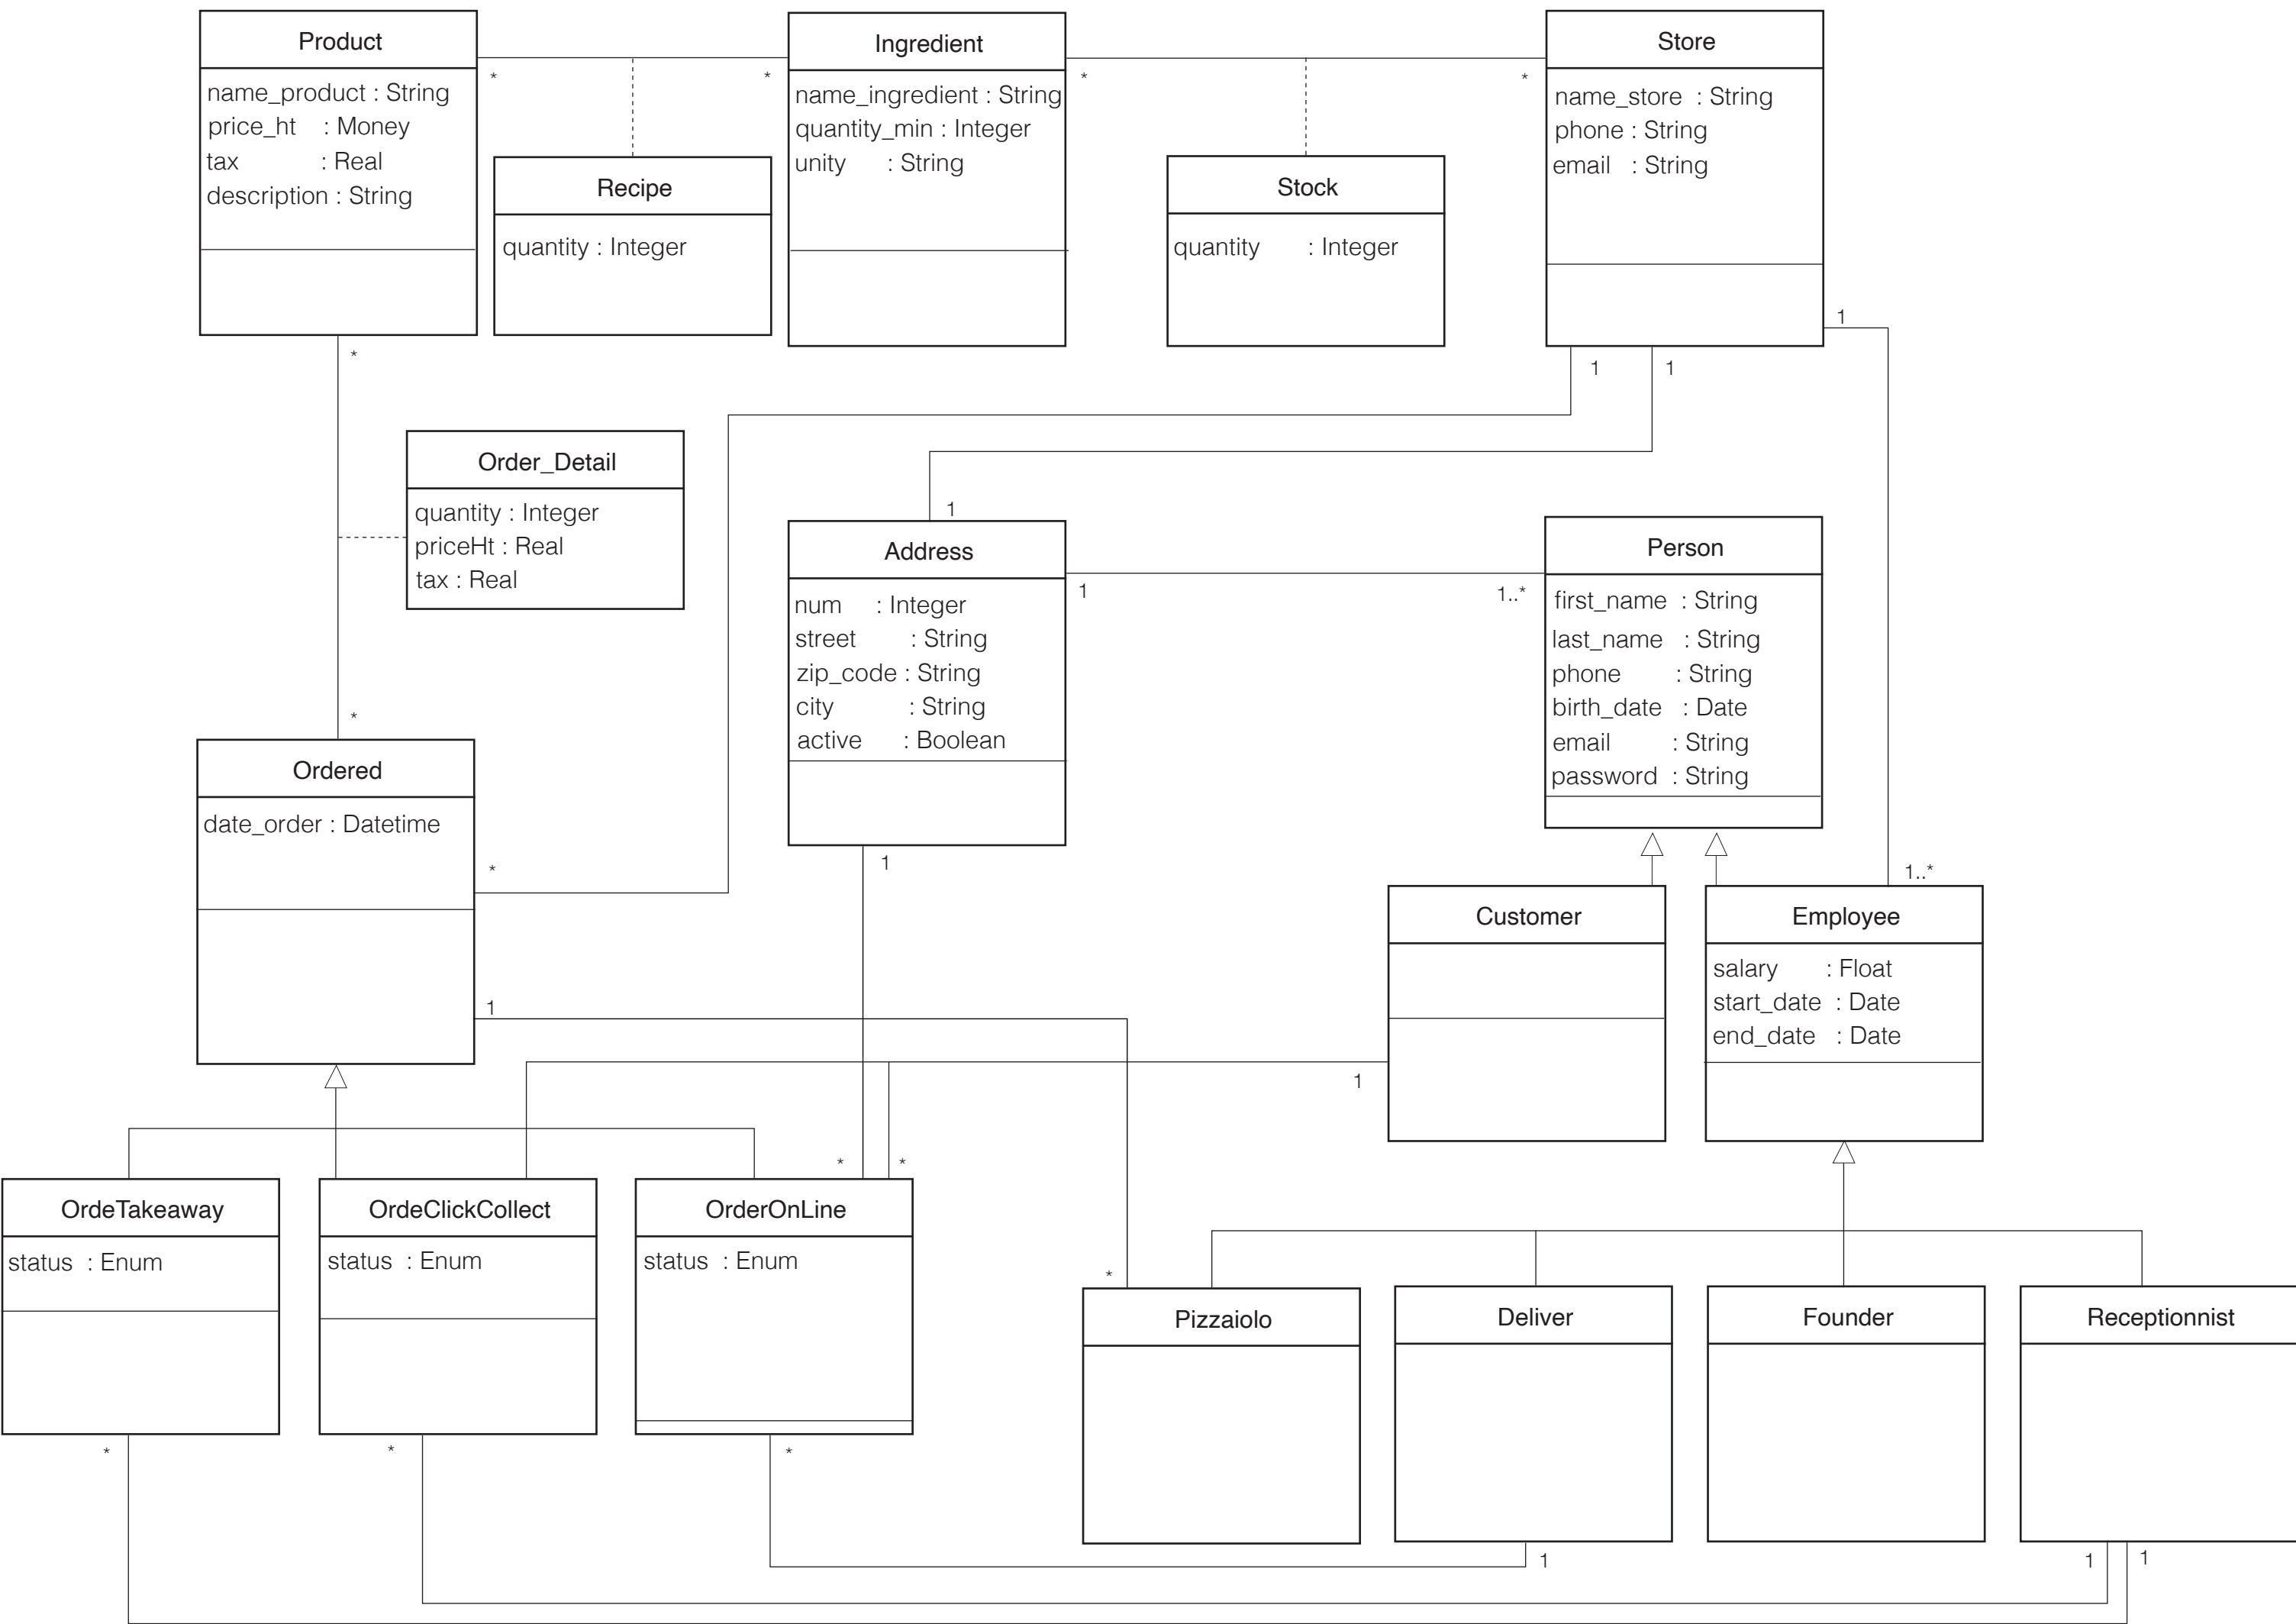 Product
name_product : String
price_ht : Money
tax : Real
description : String
*
*
Recipe
quantity : Integer
Ingredient
name_ingredient : String
quantity_min : Integer
unity : String
*
*
Stock
quantity : Integer
Store
name_store : String
phone : String
email : String
1
1
1
*
Order_Detail
quantity : Integer
priceHt : Real
tax : Real
1
Address
num : Integer
street : String
zip_code : String
city : String
active : Boolean
1
1..*
Person
first_name : String
last_name : String
phone : String
birth_date : Date
email : String
password : String
*
Ordered
date_order : Datetime
*
1
1
1..*
Customer
1
Employee
salary : Float
start_date : Date
end_date : Date
*
*
OrdeTakeaway
status : Enum
*
OrdeClickCollect
status : Enum
*
OrderOnLine
status : Enum
*
*
Pizzaiolo
Deliver
1
Founder
Receptionnist
1
1